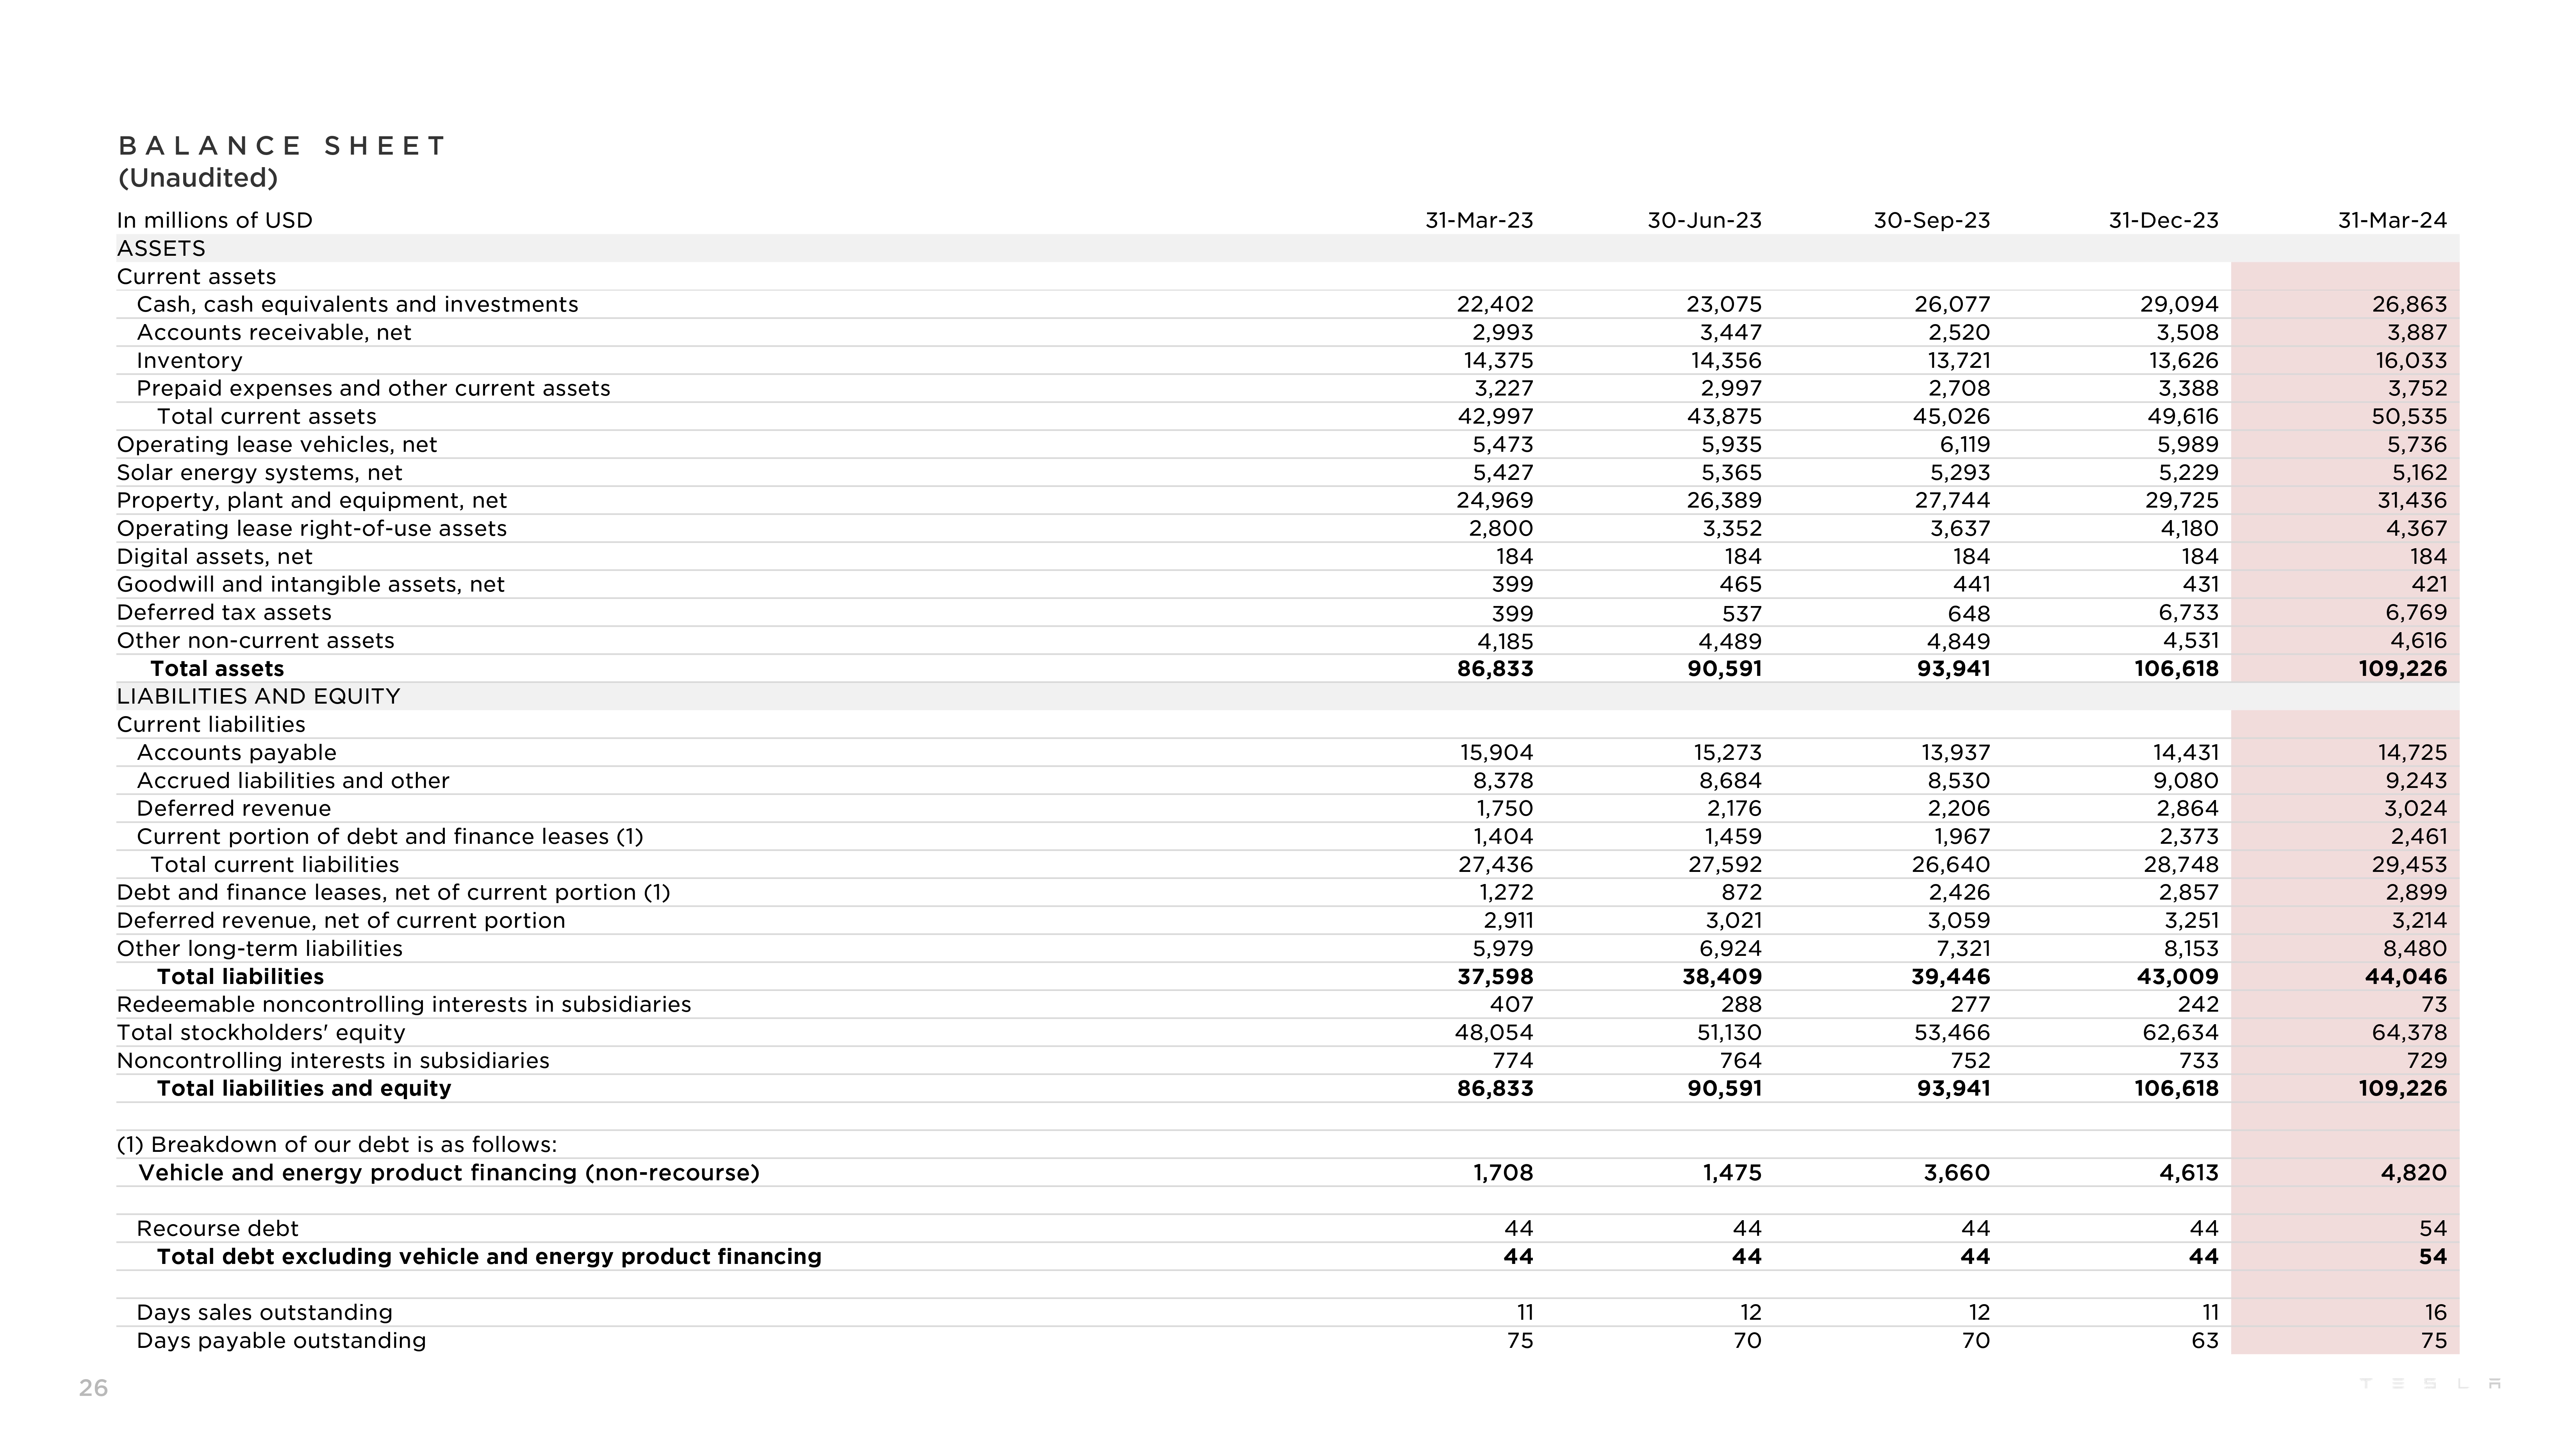 BALANCE SHEET
(Unaudited)
In millions of USD 31-Mar-23 30-Jun-23 30-Sep-23 31-Dec-23 31-Mar-24
ASSETS
Current assets
Cash, cash equivalents and investments 22,402 23,075 26,077 29,094 26,863
Accounts receivable, net 2,993 3,447 2,520 3,508 3,887
Inventory 14,375 14,356 13,721 13,626 16,033
Prepaid expenses and other current assets 3,227 2,997 2,708 3,388 3,752
Total current assets 42,997 43,875 45,026 49,616 50,535
Operating lease vehicles, net 5,473 5,935 6,119 5,989 5,736
Solar energy systems, net 5,427 5,365 5,293 5,229 5,162
Property, plant and equipment, net 24,969 26,389 27,744 29,725 31,436
Operating lease right-of-use assets 2,800 3,352 3,637 4,180 4,367
Digital assets, net 184 184 184 184 184
Goodwill and intangible assets, net 399 465 441 431 421
Deferred tax assets 399 537 648 6,733 6,769
Other non-current assets 4,185 4,489 4,849 4,531 4,616
Total assets 86,833 90,591 93,941 106,618 109,226
LIABILITIES AND EQUITY
Current liabilities
Accounts payable 15,904 15,273 13,937 14,431 14,725
Accrued liabilities and other 8,378 8,684 8,530 9,080 9,243
Deferred revenue 1,750 2,176 2,206 2,864 3,024
Current portion of debt and finance leases (1) 1,404 1,459 1,967 2,373 2,461
Total current liabilities 27,436 27,592 26,640 28,748 29,453
Debt and finance leases, net of current portion (1) 1,272 872 2,426 2,857 2,899
Deferred revenue, net of current portion 2,911 3,021 3,059 3,251 3,214
Other long-term liabilities 5,979 6,924 7,321 8,153 8,480
Total liabilities 37,598 38,409 39,446 43,009 44,046
Redeemable noncontrolling interests in subsidiaries 407 288 277 242 73
Total stockholders' equity 48,054 51,130 53,466 62,634 64,378
Noncontrolling interests in subsidiaries 774 764 752 733 729
Total liabilities and equity 86,833 90,591 93,941 106,618 109,226
(1) Breakdown of our debt is as follows:
Vehicle and energy product financing (non-recourse) 1,708 1,475 3,660 4,613 4,820
Recourse debt 44 44 44 44 54
Total debt excluding vehicle and energy product financing 44 44 44 44 54
Days sales outstanding 11 12 12 11 16
Days payable outstanding 75 70 70 63 75
26
TESLA